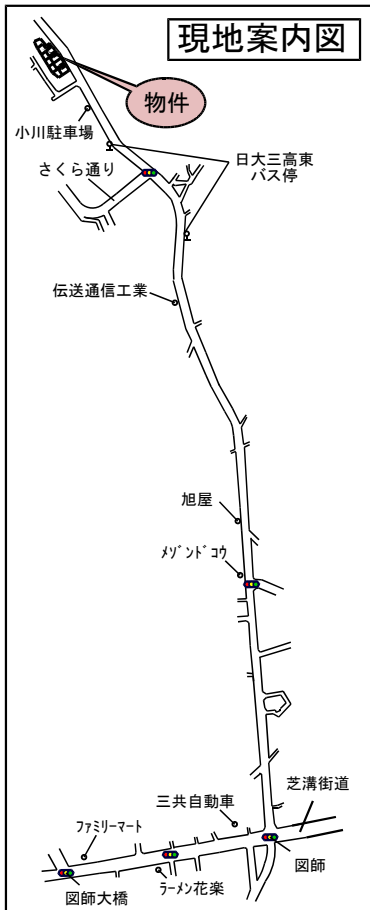 現地案内図
物件
小川駐車場
さくら通り
日大三高東
バス停
伝送通信工業
旭屋
ﾒｿﾞﾝﾄﾞｺｳ
三共自動車
芝溝街道
ﾌｧﾐﾘｰﾏｰﾄ
図師大橋
ﾗｰﾒﾝ花楽
図師